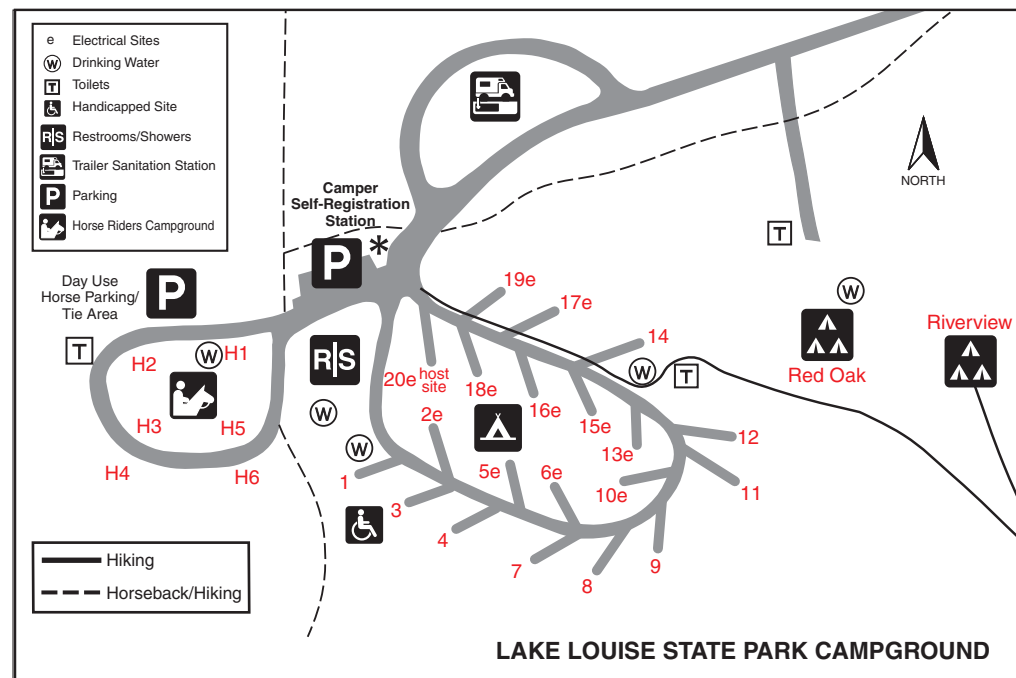 e Electrical Sites
W Drinking Water
T Toilets
Handicapped Site
R|S Restrooms/Showers
Trailer Sanitation Station
P Parking
Horse Riders Campground
NORTH
Camper
Self-Registration
Station
P *
T
Day Use
Horse Parking/
Tie Area
P
19e
17e
W
T
H2
W
H1
R|S
14
Riverview
20e
host
site
18e
W
T
Red Oak
16e
H3
H5
W
2e
15e
12
13e
H4
H6
W
1
5e
6e
10e
11
3
4
7
8
9
Hiking
Horseback/Hiking
LAKE LOUISE STATE PARK CAMPGROUND